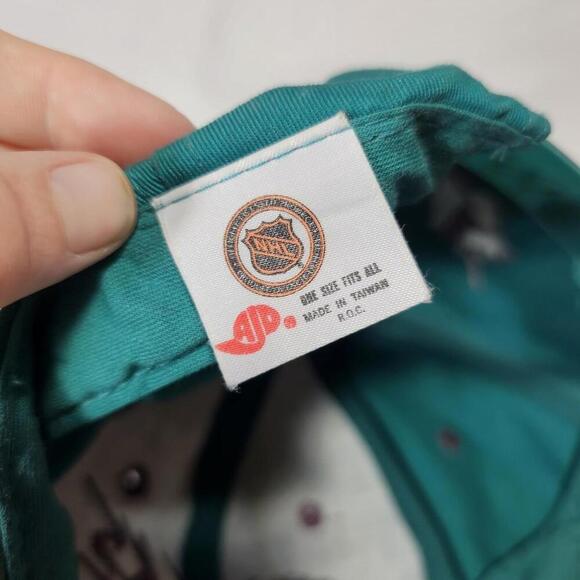 NHL
ONE SIZE FITS ALL
AJD® MADE IN TAIWAN
R.O.C.